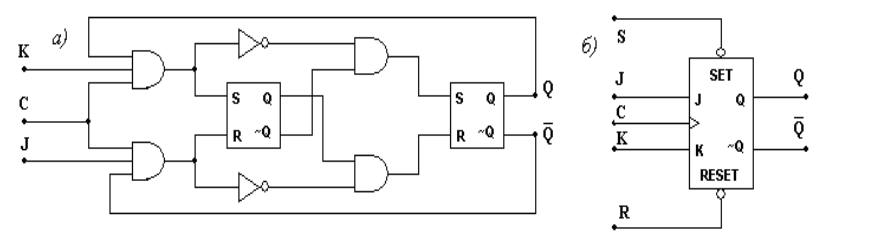 а)
K
C
J
S Q
R ~Q
S Q
R ~Q
Q
Q̅
б)
S
J
C
K
R
SET
J Q
K ~Q
RESET
Q
Q̅